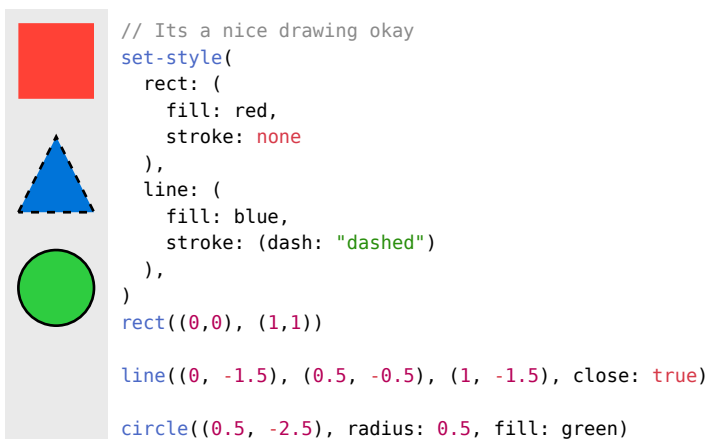 // Its a nice drawing okay
set-style(
  rect: (
    fill: red,
    stroke: none
  ),
  line: (
    fill: blue,
    stroke: (dash: "dashed")
  ),
)
rect((0,0), (1,1))

line((0, -1.5), (0.5, -0.5), (1, -1.5), close: true)

circle((0.5, -2.5), radius: 0.5, fill: green)